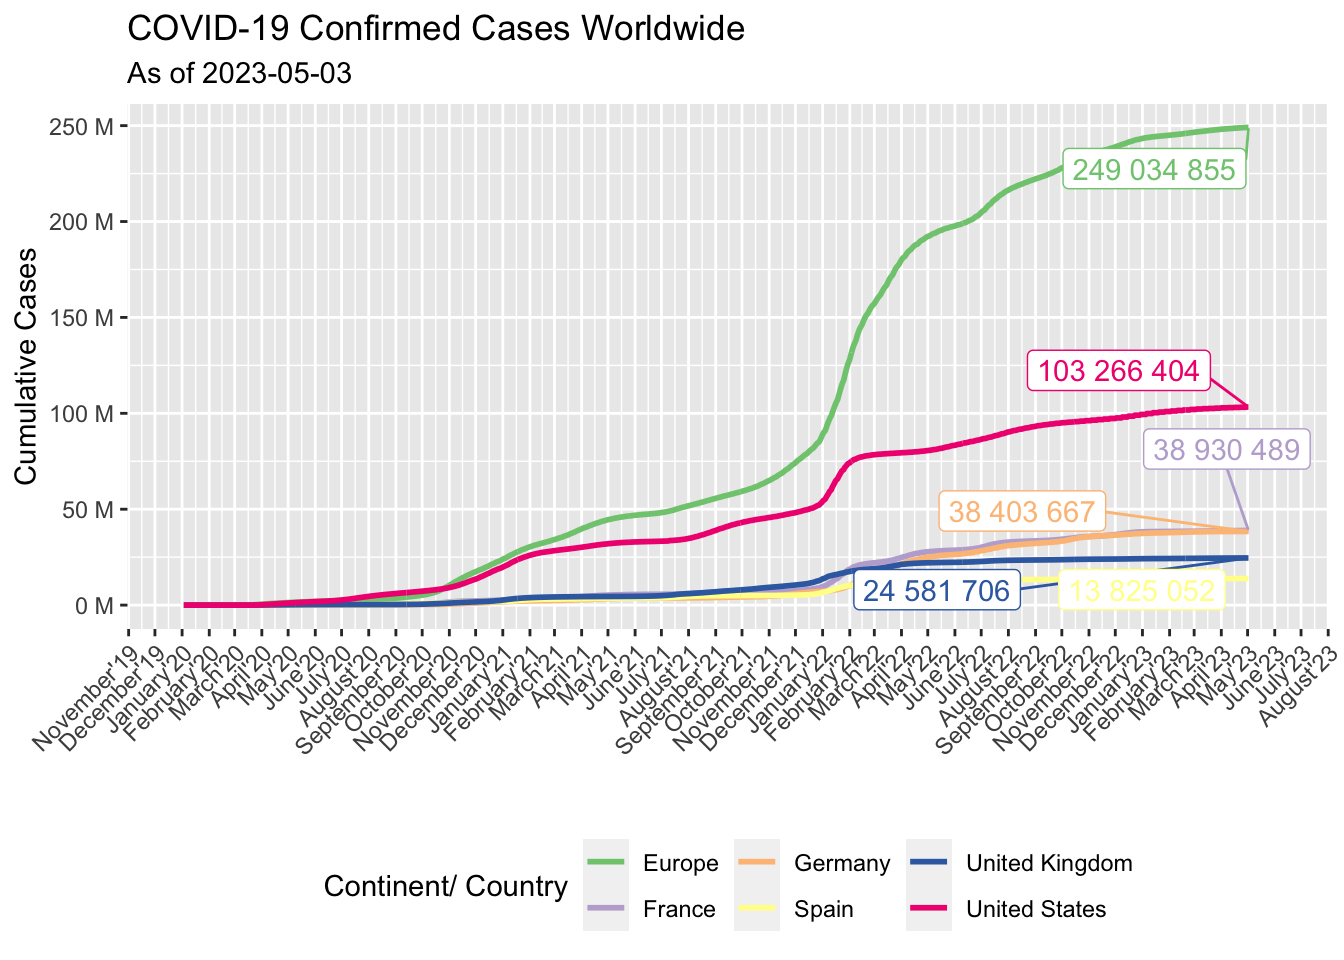 COVID-19 Confirmed Cases Worldwide
As of 2023-05-03
Cumulative Cases
250 M
200 M
150 M
100 M
50 M
0 M
249 034 855
103 266 404
38 930 489
38 403 667
24 581 706
13 825 052
November'19
December'19
January'20
February'20
March'20
April'20
May'20
June'20
July'20
August'20
September'20
October'20
November'20
December'20
January'21
February'21
March'21
April'21
May'21
June'21
July'21
August'21
September'21
October'21
November'21
December'21
January'22
February'22
March'22
April'22
May'22
June'22
July'22
August'22
September'22
October'22
November'22
December'22
January'23
February'23
March'23
April'23
May'23
June'23
July'23
August'23
Continent/ Country
Europe
Germany
United Kingdom
France
Spain
United States